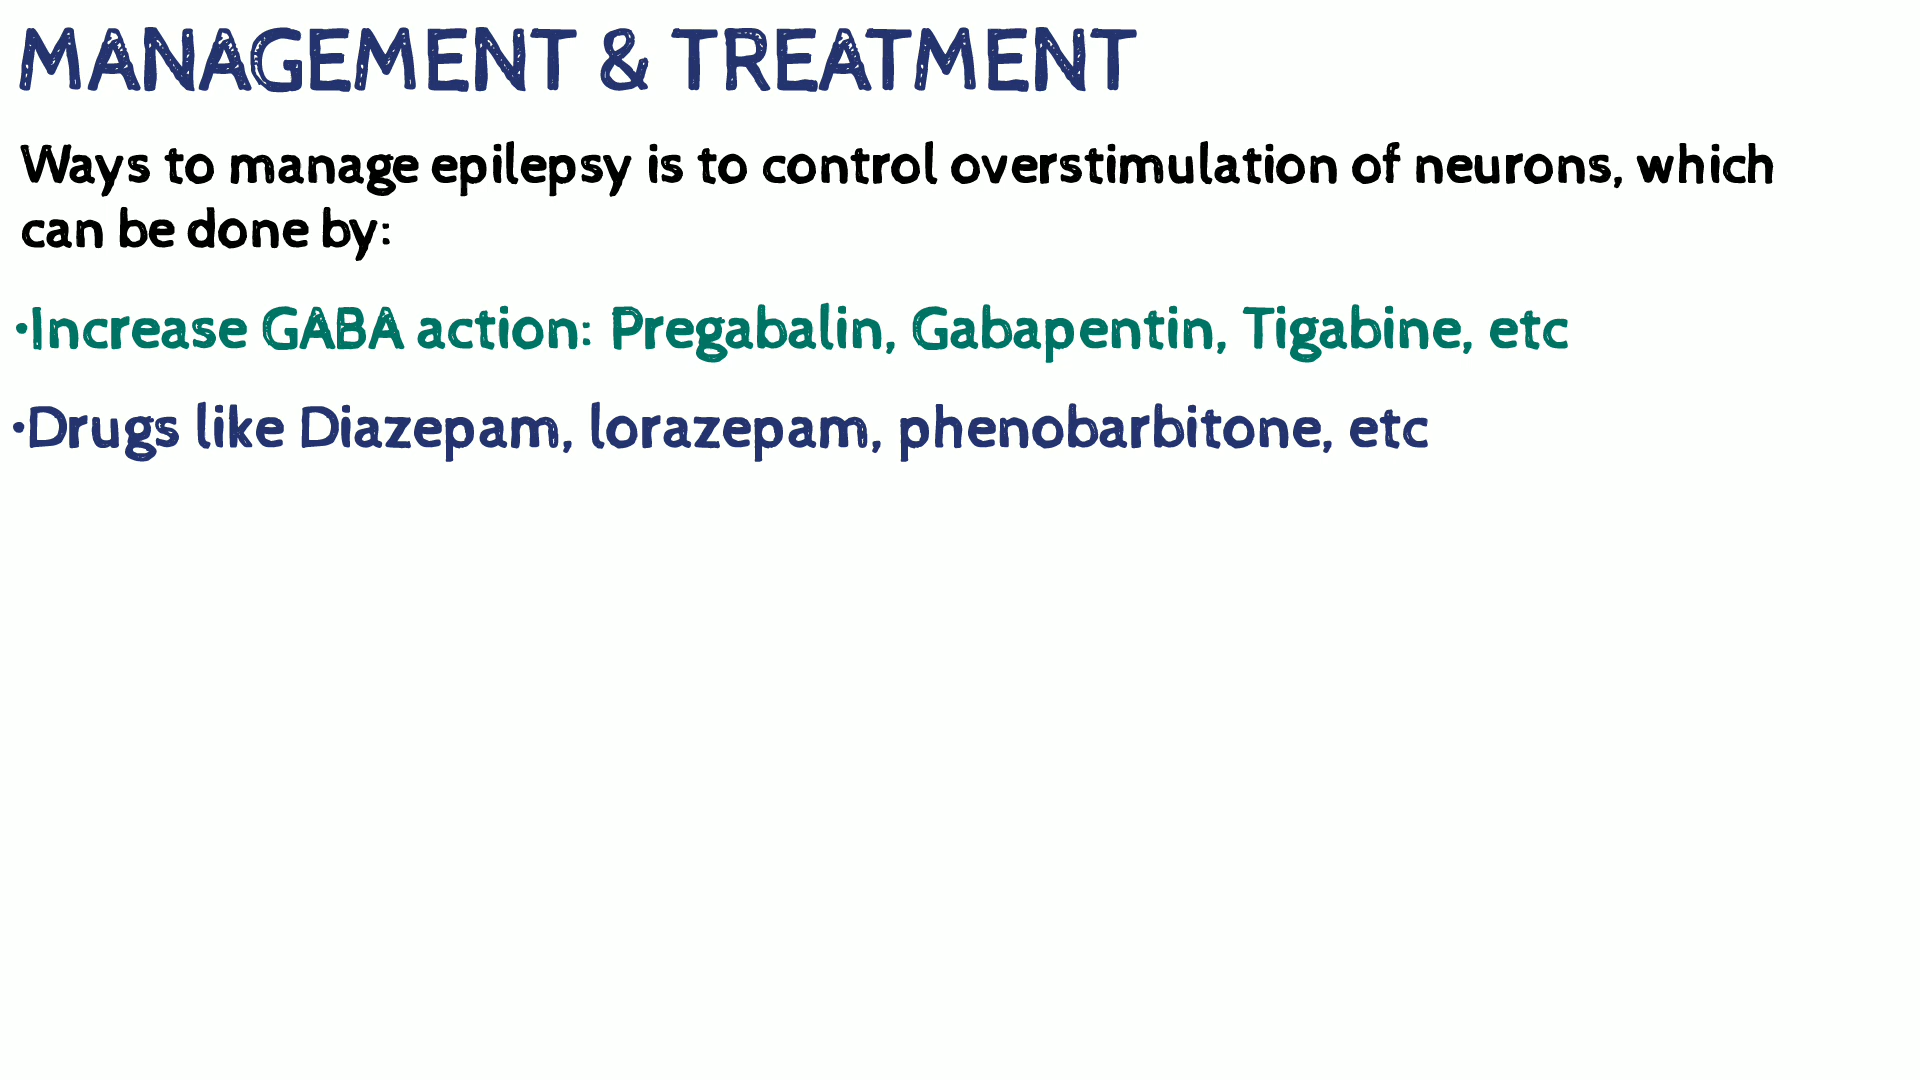 MANAGEMENT & TREATMENT
Ways to manage epilepsy is to control overstimulation of neurons, which
can be done by:
•Increase GABA action: Pregabalin, Gabapentin, Tigabine, etc
•Drugs like Diazepam, lorazepam, phenobarbitone, etc